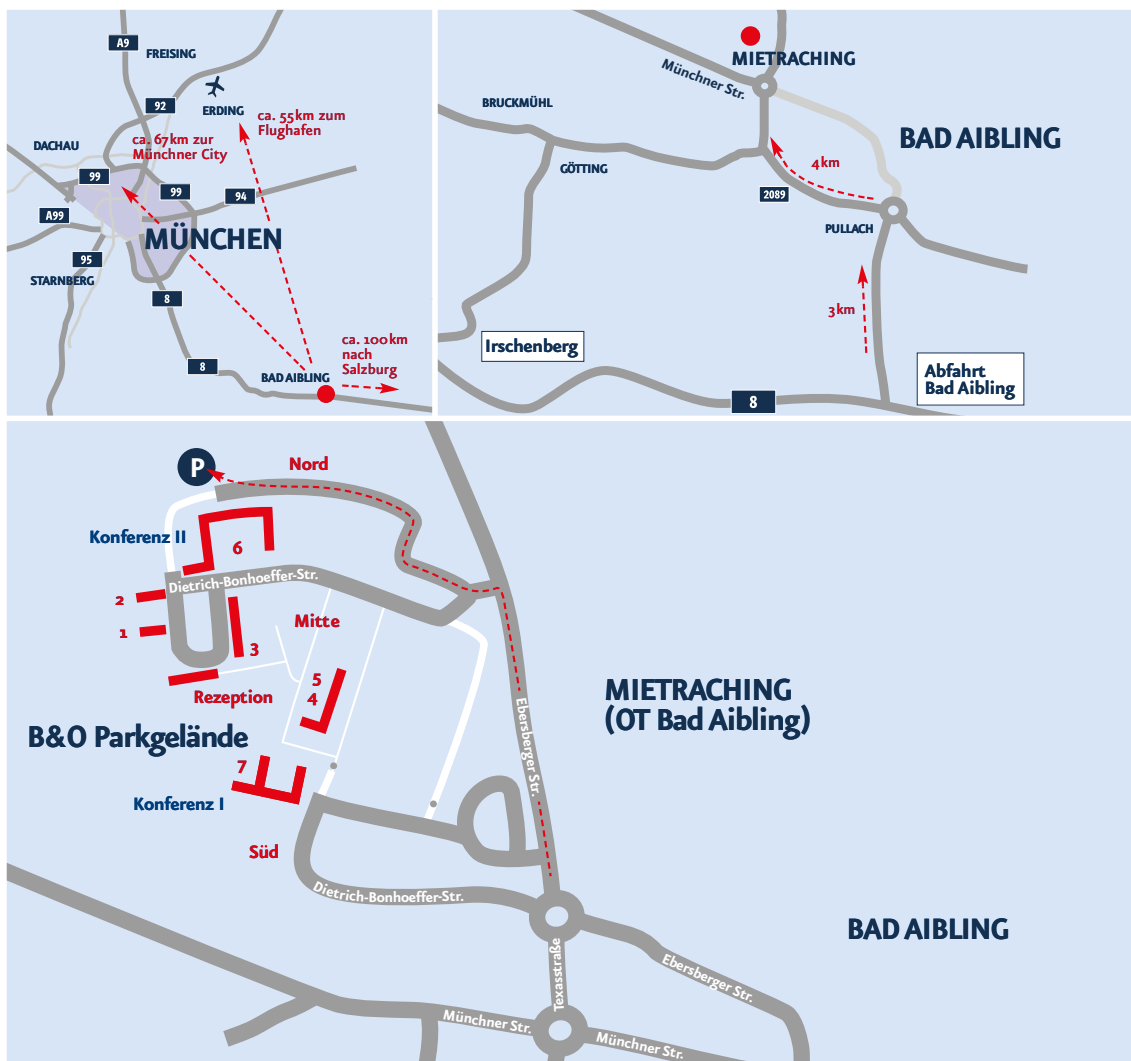 A9
FREISING
92
ERDING
ca. 55km zum
Flughafen
DACHAU
ca. 67km zur
Münchner City
99
99
94
A99
MÜNCHEN
95
STARNBERG
8
8
BAD AIBLING
ca. 100km
nach
Salzburg
MIETRACHING
Münchner Str.
BRUCKMÜHL
BAD AIBLING
GÖTTING
4km
2089
PULLACH
3km
Irschenberg
Abfahrt
Bad Aibling
8
P
Nord
Konferenz II
6
Dietrich-Bonhoeffer-Str.
2
1
Mitte
3
5
4
Rezeption
B&O Parkgelände
7
Konferenz I
Süd
MIETRACHING
(OT Bad Aibling)
Ebersberger Str.
Dietrich-Bonhoeffer-Str.
BAD AIBLING
Texasstraße
Ebersberger Str.
Münchner Str.
Münchner Str.